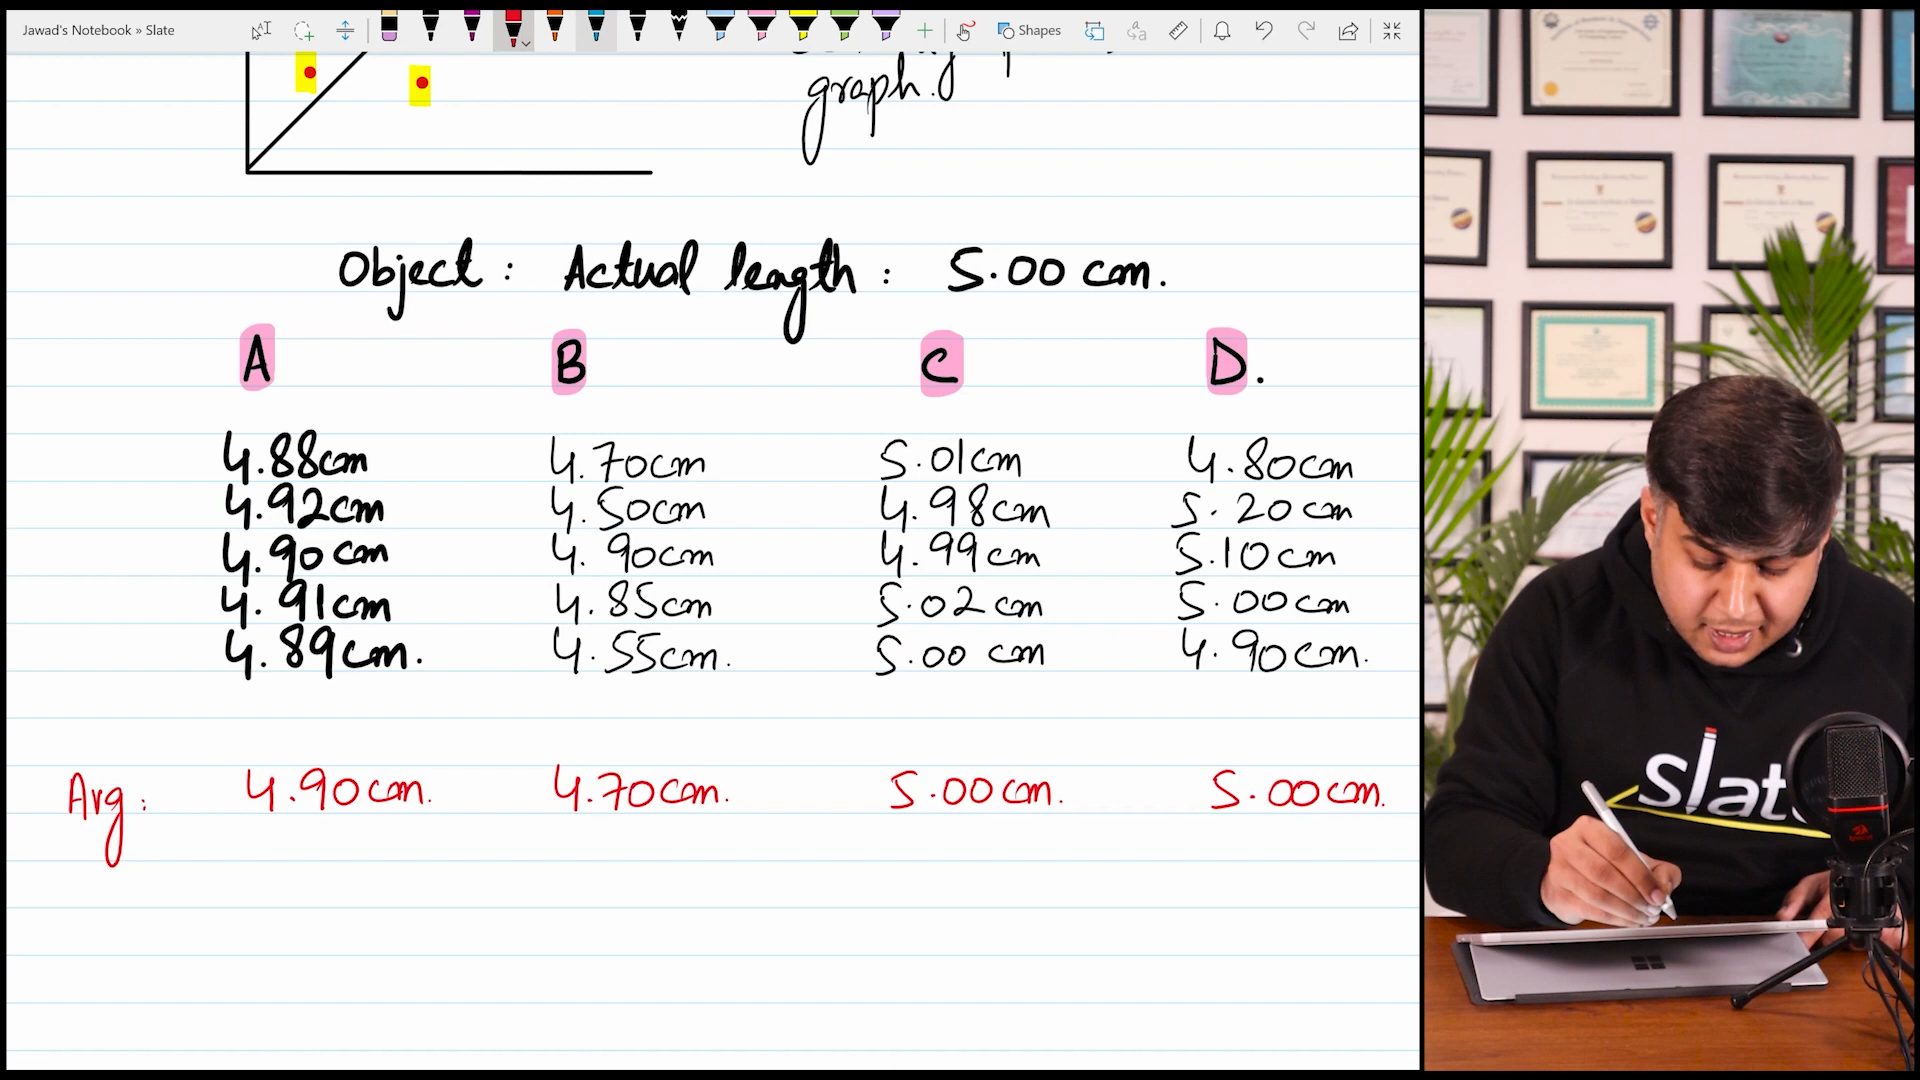 Jawad's Notebook » Slate
Shapes
graph.
Object : Actual length : 5.00 cm.
A B C D.
4.88cm 4.70cm 5.01cm 4.80cm
4.92cm 4.50cm 4.98cm 5.20cm
4.90cm 4.90cm 4.99cm 5.10cm
4.91cm 4.85cm 5.02cm 5.00cm
4.89cm. 4.55cm. 5.00 cm 4.90cm.
Avg: 4.90cm. 4.70cm. 5.00cm. 5.00cm.
slat